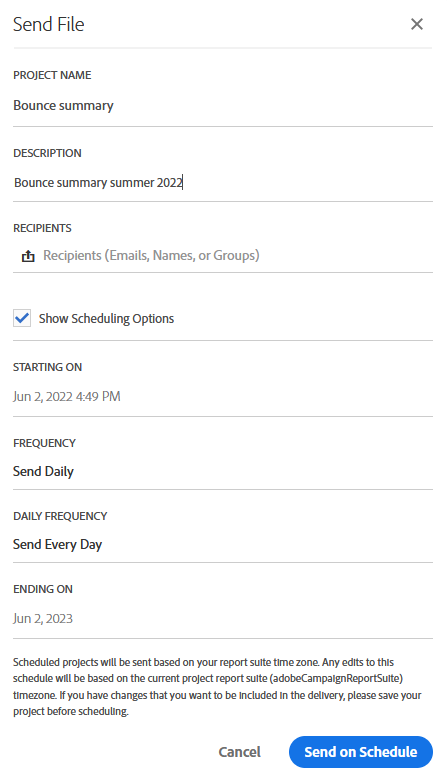 Send File
PROJECT NAME
Bounce summary
DESCRIPTION
Bounce summary summer 2022
RECIPIENTS
Recipients (Emails, Names, or Groups)
Show Scheduling Options
STARTING ON
Jun 2, 2022 4:49 PM
FREQUENCY
Send Daily
DAILY FREQUENCY
Send Every Day
ENDING ON
Jun 2, 2023
Scheduled projects will be sent based on your report suite time zone. Any edits to this
schedule will be based on the current project report suite (adobeCampaignReportSuite)
timezone. If you have changes that you want to be included in the delivery, please save your
project before scheduling.
Cancel Send on Schedule